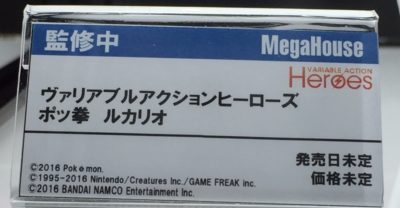 監修中
MegaHouse
VARIABLE ACTION
Heroes
ヴァリアブルアクションヒーローズ
ポッ拳 ルカリオ
発売日未定
価格未定
©2016 Pokémon.
©1995-2016 Nintendo/Creatures Inc./GAME FREAK inc.
©2016 BANDAI NAMCO Entertainment Inc.